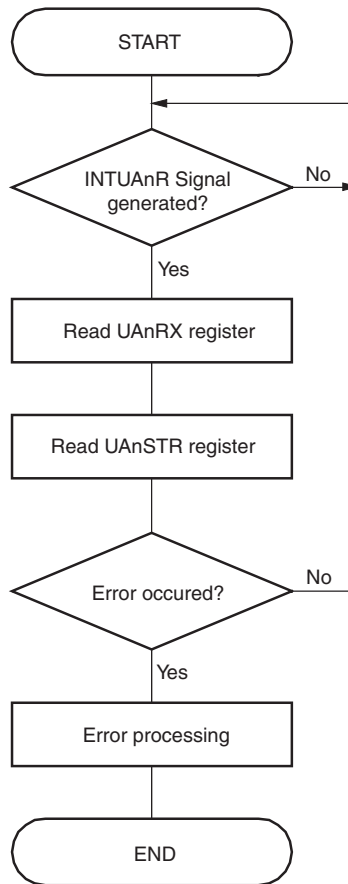 START
INTUAnR Signal
generated?
No
Yes
Read UAnRX register
Read UAnSTR register
Error occured?
No
Yes
Error processing
END